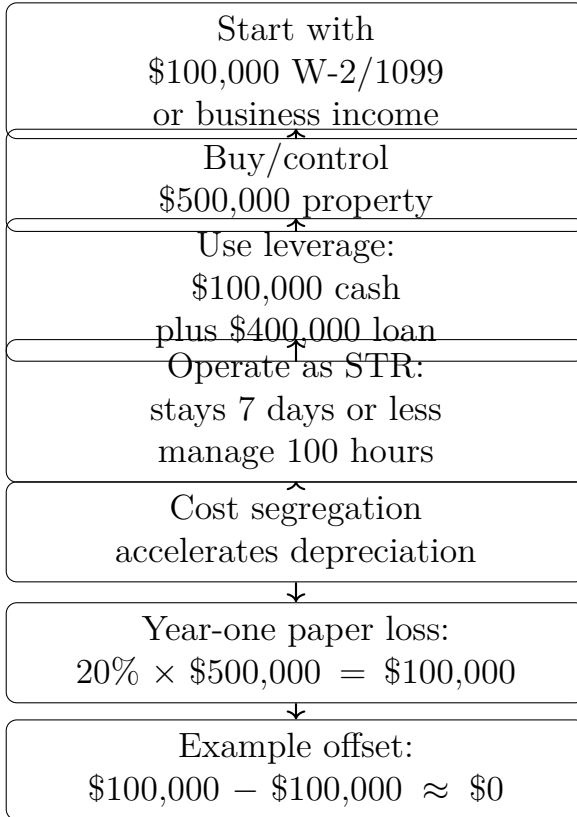 Start with
$100,000 W-2/1099
or business income
Buy/control
$500,000 property
Use leverage:
$100,000 cash
plus $400,000 loan
Operate as STR:
stays 7 days or less
manage 100 hours
Cost segregation
accelerates depreciation
Year-one paper loss:
20% × $500,000 = $100,000
Example offset:
$100,000 − $100,000 ≈ $0